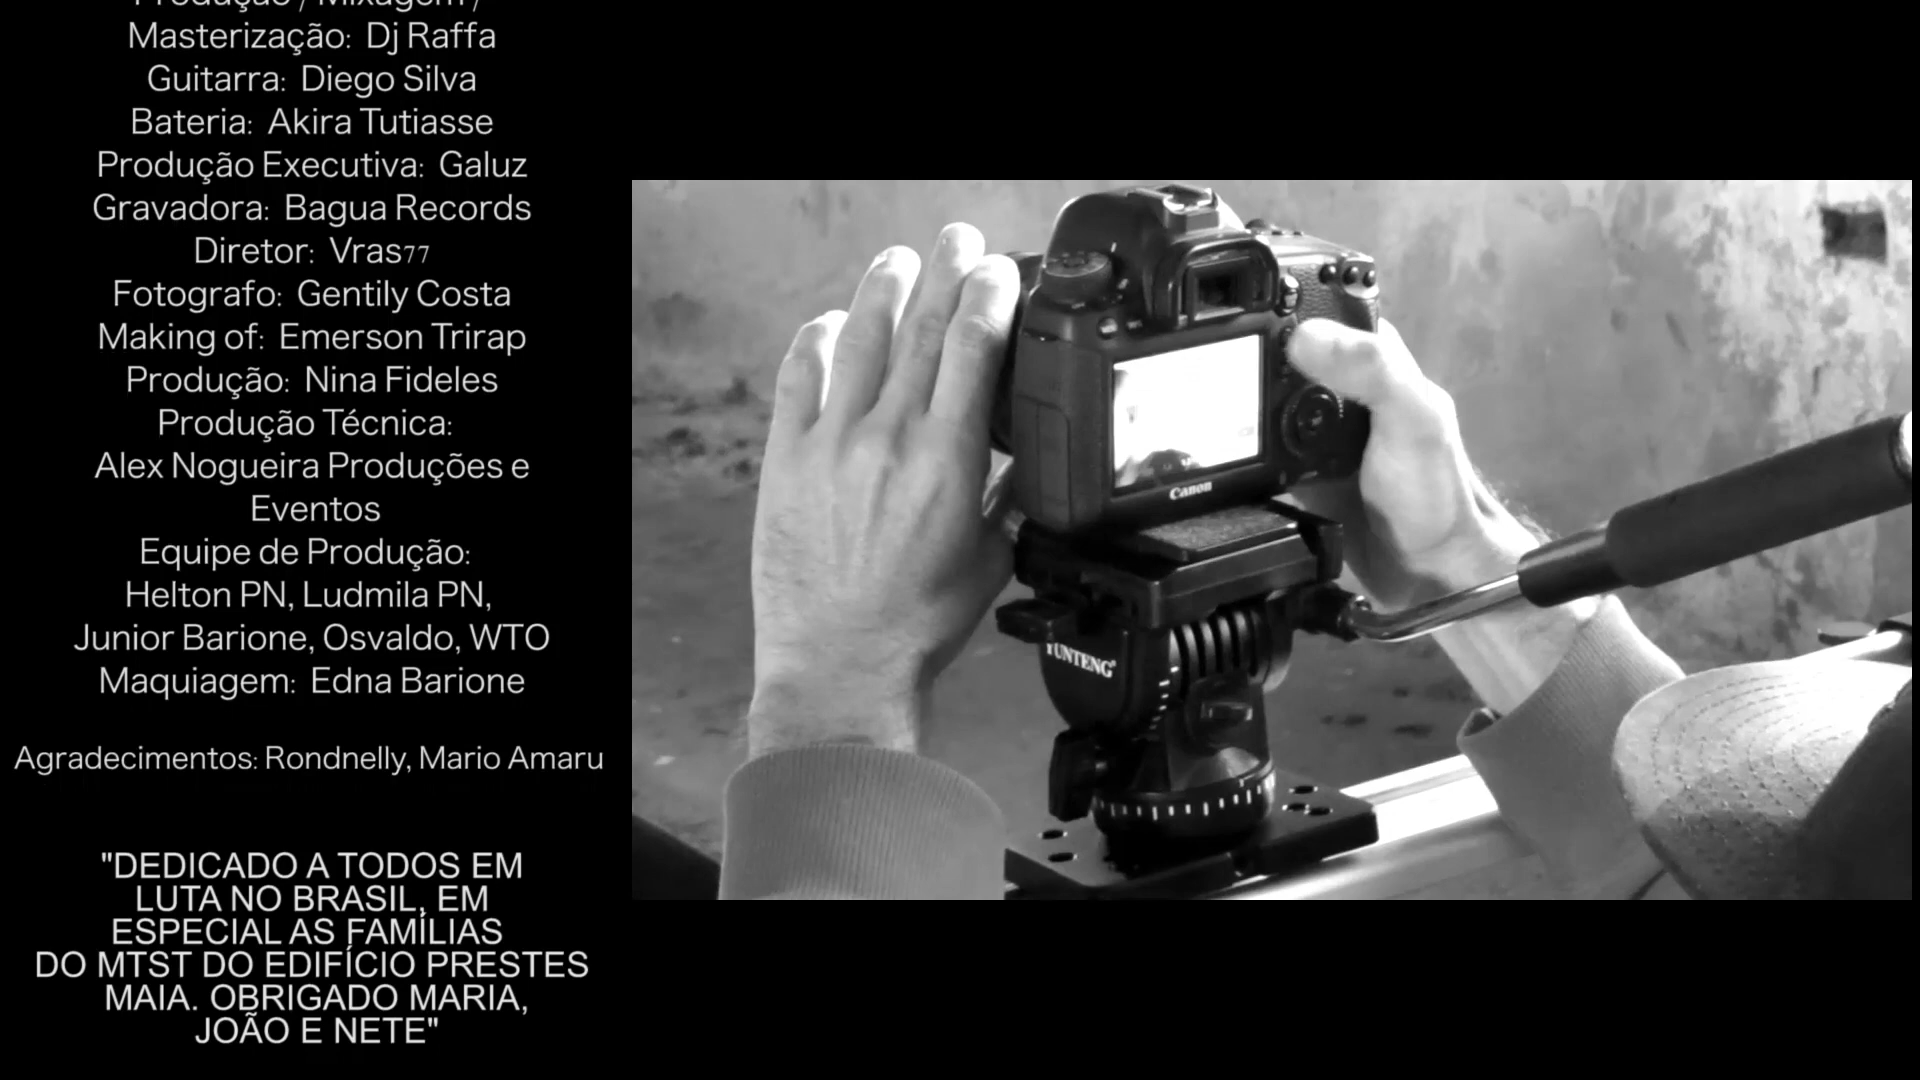 Produção / Mixagem /
Masterização: Dj Raffa
Guitarra: Diego Silva
Bateria: Akira Tutiasse
Produção Executiva: Galuz
Gravadora: Bagua Records
Diretor: Vras77
Fotografo: Gentily Costa
Making of: Emerson Trirap
Produção: Nina Fideles
Produção Técnica:
Alex Nogueira Produções e
Eventos
Equipe de Produção:
Helton PN, Ludmila PN,
Junior Barione, Osvaldo, WTO
Maquiagem: Edna Barione
Agradecimentos: Rondnelly, Mario Amaru
"DEDICADO A TODOS EM
LUTA NO BRASIL, EM
ESPECIAL AS FAMÍLIAS
DO MTST DO EDIFÍCIO PRESTES
MAIA. OBRIGADO MARIA,
JOÃO E NETE"
Canon
YUNTENG